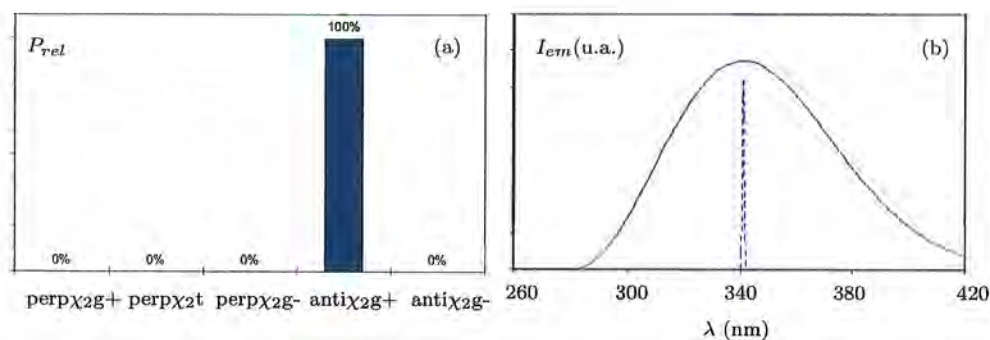 100%
P_rel (a)
0% 0% 0% 0%
perpχ₂g+ perpχ₂t perpχ₂g- antiχ₂g+ antiχ₂g-
I_em(u.a.) (b)
260 300 340 380 420
λ (nm)